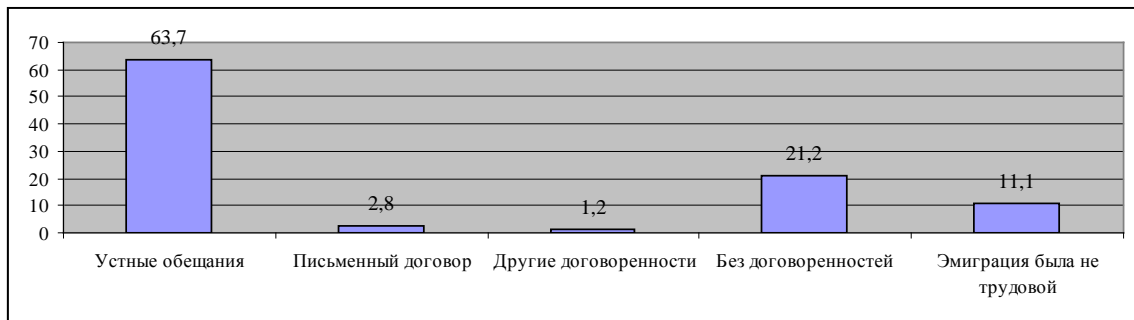 70
60
50
40
30
20
10
0
63,7
2,8
1,2
21,2
11,1
Устные обещания
Письменный договор
Другие договоренности
Без договоренностей
Эмиграция была не
трудовой